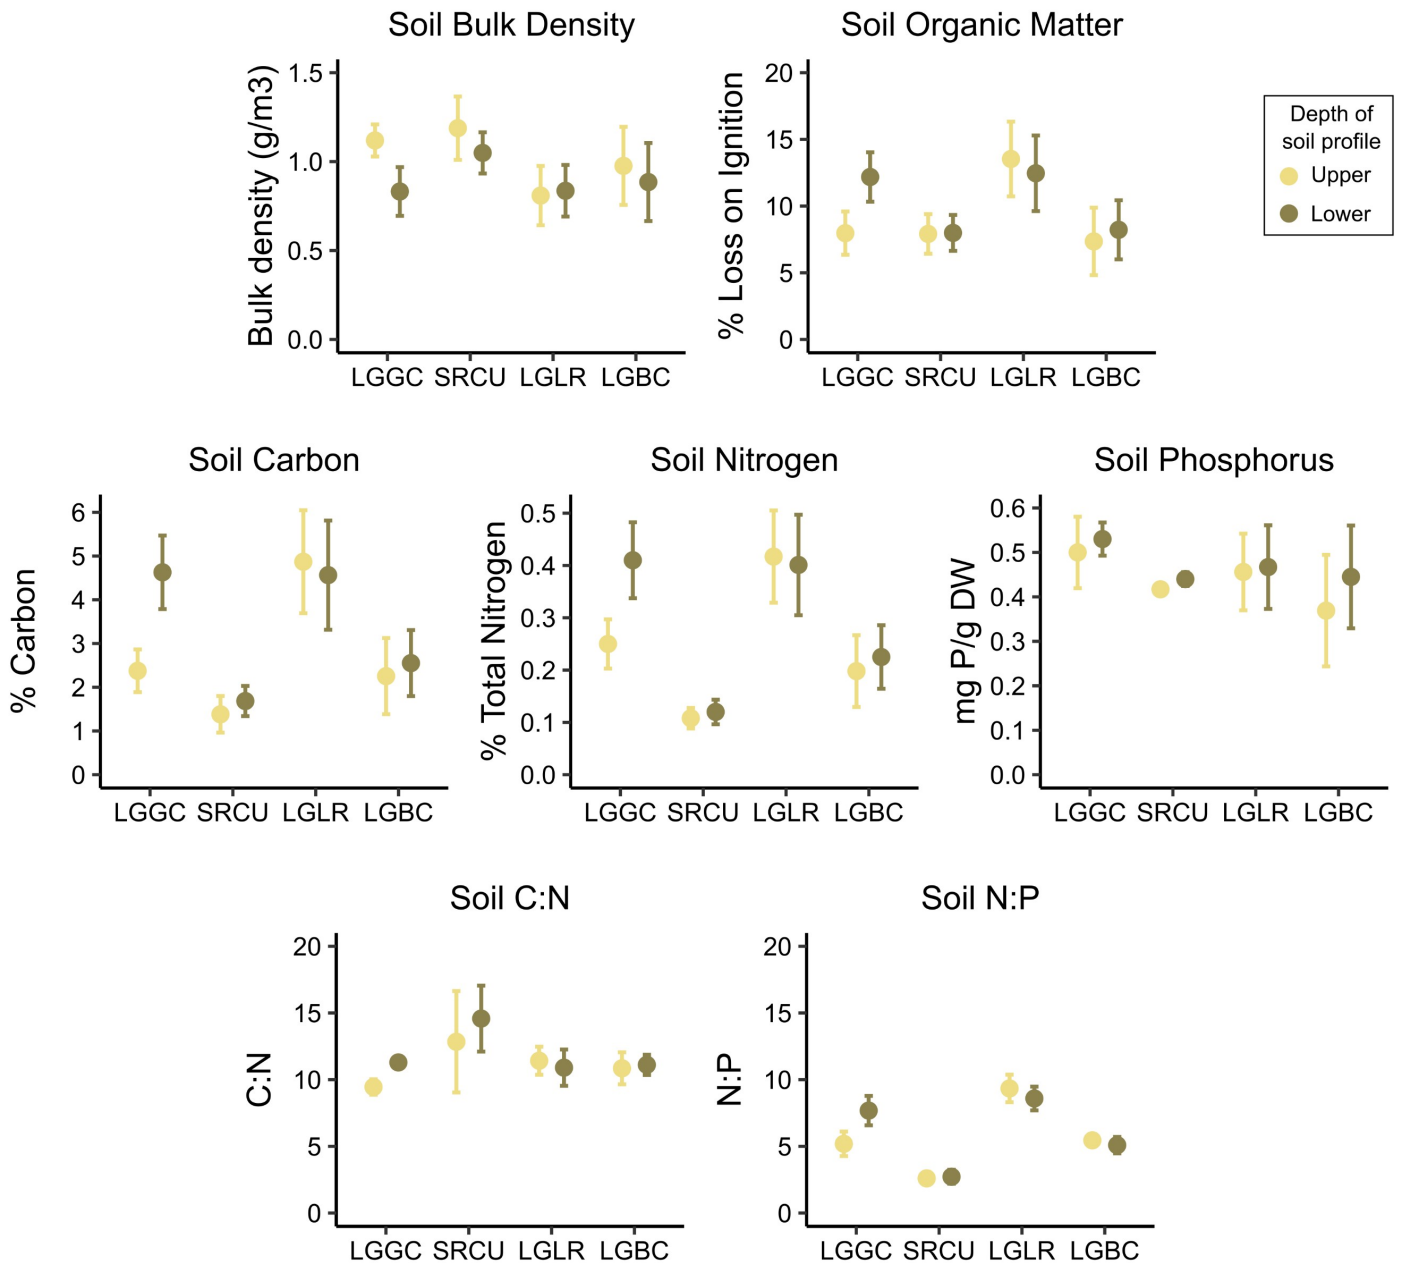 Soil Bulk Density
Bulk density (g/m3)
1.5
1.0
0.5
0.0
LGGC SRCU LGLR LGBC
Soil Organic Matter
% Loss on Ignition
20
15
10
5
0
LGGC SRCU LGLR LGBC
Depth of
soil profile
Upper
Lower
Soil Carbon
% Carbon
6
5
4
3
2
1
0
LGGC SRCU LGLR LGBC
Soil Nitrogen
% Total Nitrogen
0.5
0.4
0.3
0.2
0.1
0.0
LGGC SRCU LGLR LGBC
Soil Phosphorus
mg P/g DW
0.6
0.5
0.4
0.3
0.2
0.1
0.0
LGGC SRCU LGLR LGBC
Soil C:N
C:N
20
15
10
5
0
LGGC SRCU LGLR LGBC
Soil N:P
N:P
20
15
10
5
0
LGGC SRCU LGLR LGBC